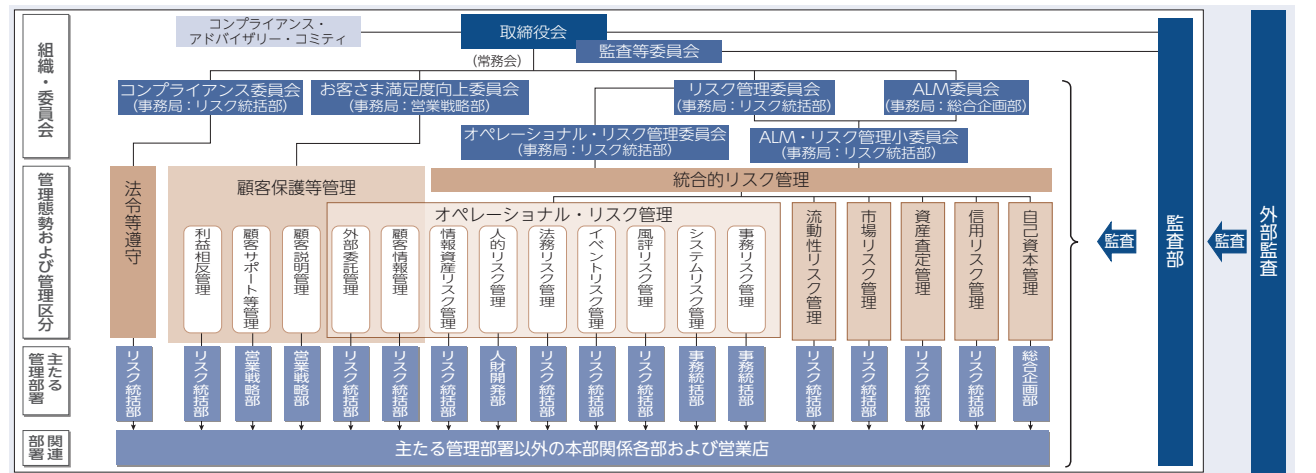 組織・委員会
コンプライアンス・
アドバイザリー・コミティ
取締役会
監査等委員会
(常務会)
コンプライアンス委員会
(事務局：リスク統括部)
お客さま満足度向上委員会
(事務局：営業戦略部)
リスク管理委員会
(事務局：リスク統括部)
ALM委員会
(事務局：総合企画部)
オペレーショナル・リスク管理委員会
(事務局：リスク統括部)
ALM・リスク管理小委員会
(事務局：リスク統括部)
管理態勢および管理区分
法令等遵守
顧客保護等管理
統合的リスク管理
オペレーショナル・リスク管理
利益相反管理
顧客サポート等管理
顧客説明管理
外部委託管理
顧客情報管理
情報資産リスク管理
人的リスク管理
法務リスク管理
イベントリスク管理
風評リスク管理
システムリスク管理
事務リスク管理
流動性リスク管理
市場リスク管理
資産査定管理
信用リスク管理
自己資本管理
主たる
管理部署
リスク統括部
リスク統括部
営業戦略部
営業戦略部
リスク統括部
リスク統括部
リスク統括部
人財開発部
リスク統括部
リスク統括部
リスク統括部
事務統括部
事務統括部
リスク統括部
リスク統括部
リスク統括部
リスク統括部
総合企画部
関連
部署
主たる管理部署以外の本部関係各部および営業店
監査
監査部
監査
外部監査